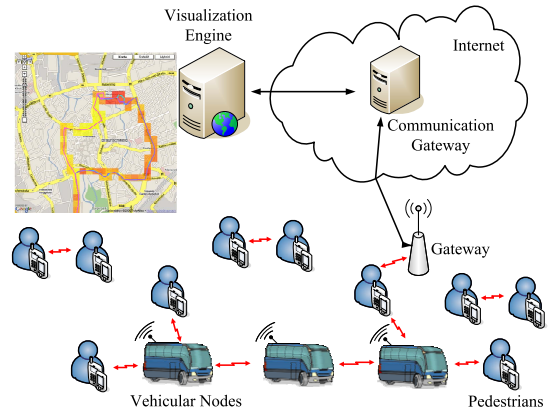 Visualization
Engine
Internet
Communication
Gateway
Gateway
Vehicular Nodes
Pedestrians